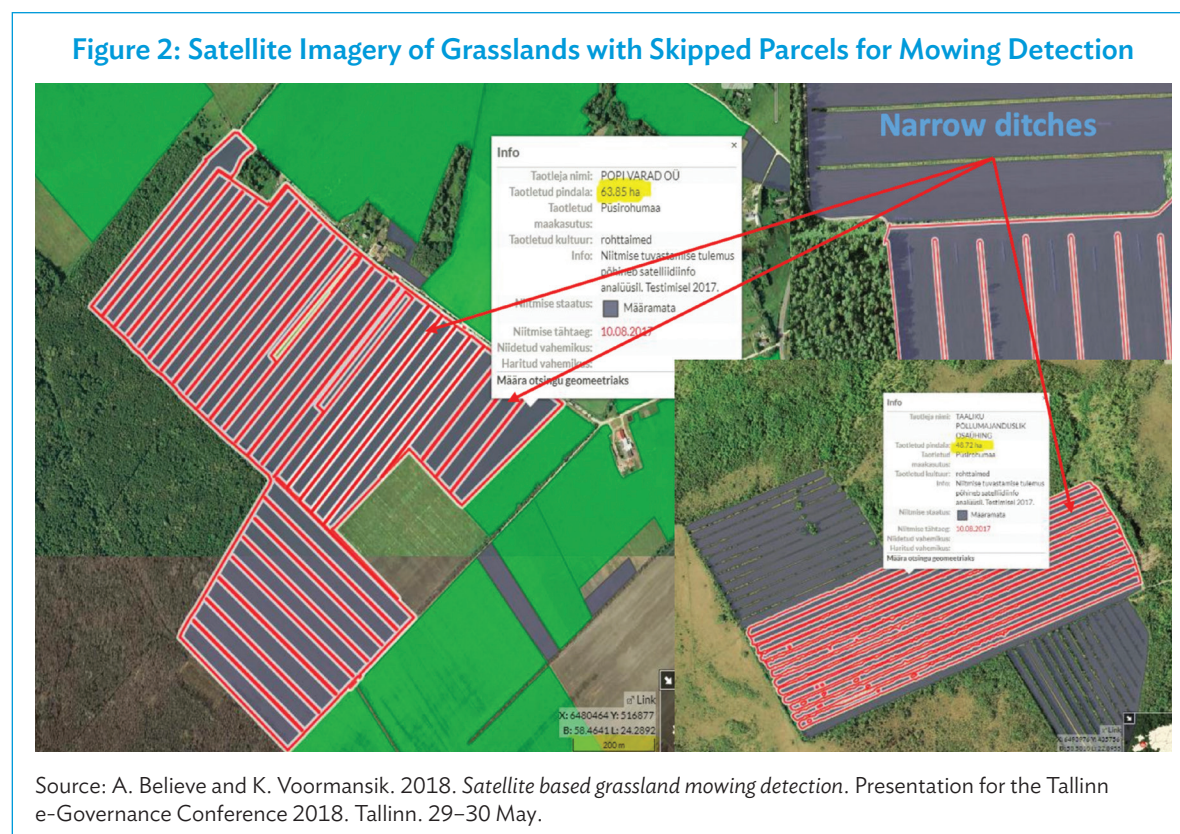 Figure 2: Satellite Imagery of Grasslands with Skipped Parcels for Mowing Detection
Narrow ditches
Info
×
Taotleja nimi: POPI VARAD OÜ
Taotletud pindala: 63.85 ha
Taotletud Püsirohumaa
maakasutus:
Taotletud kultuur: rohttaimed
Info: Niitmise tuvastamise tulemus
põhineb satelliidiinfo
analüüsil. Testimisel 2017.
Niitmise staatus: Määramata
Niitmise tähtaeg: 10.08.2017
Niidetud vahemikus:
Haritud vahemikus:
Määra otsingu geomeetriaks
Info
Taotleja nimi: TAALIKU
PÕLLUMAJANDUSLIK
OSAÜHING
Taotletud pindala: 48.72 ha
Taotletud Püsirohumaa
maakasutus:
Taotletud kultuur: rohttaimed
Info: Niitmise tuvastamise tulemus
põhineb satelliidiinfo
analüüsil. Testimisel 2017.
Niitmise staatus: Määramata
Niitmise tähtaeg: 10.08.2017
Niidetud vahemikus:
Haritud vahemikus:
Määra otsingu geomeetriaks
Link
X: 6480464 Y: 516877
B: 58.4641 L: 24.2892
200 m
Link
Source: A. Believe and K. Voormansik. 2018. Satellite based grassland mowing detection. Presentation for the Tallinn
e-Governance Conference 2018. Tallinn. 29–30 May.